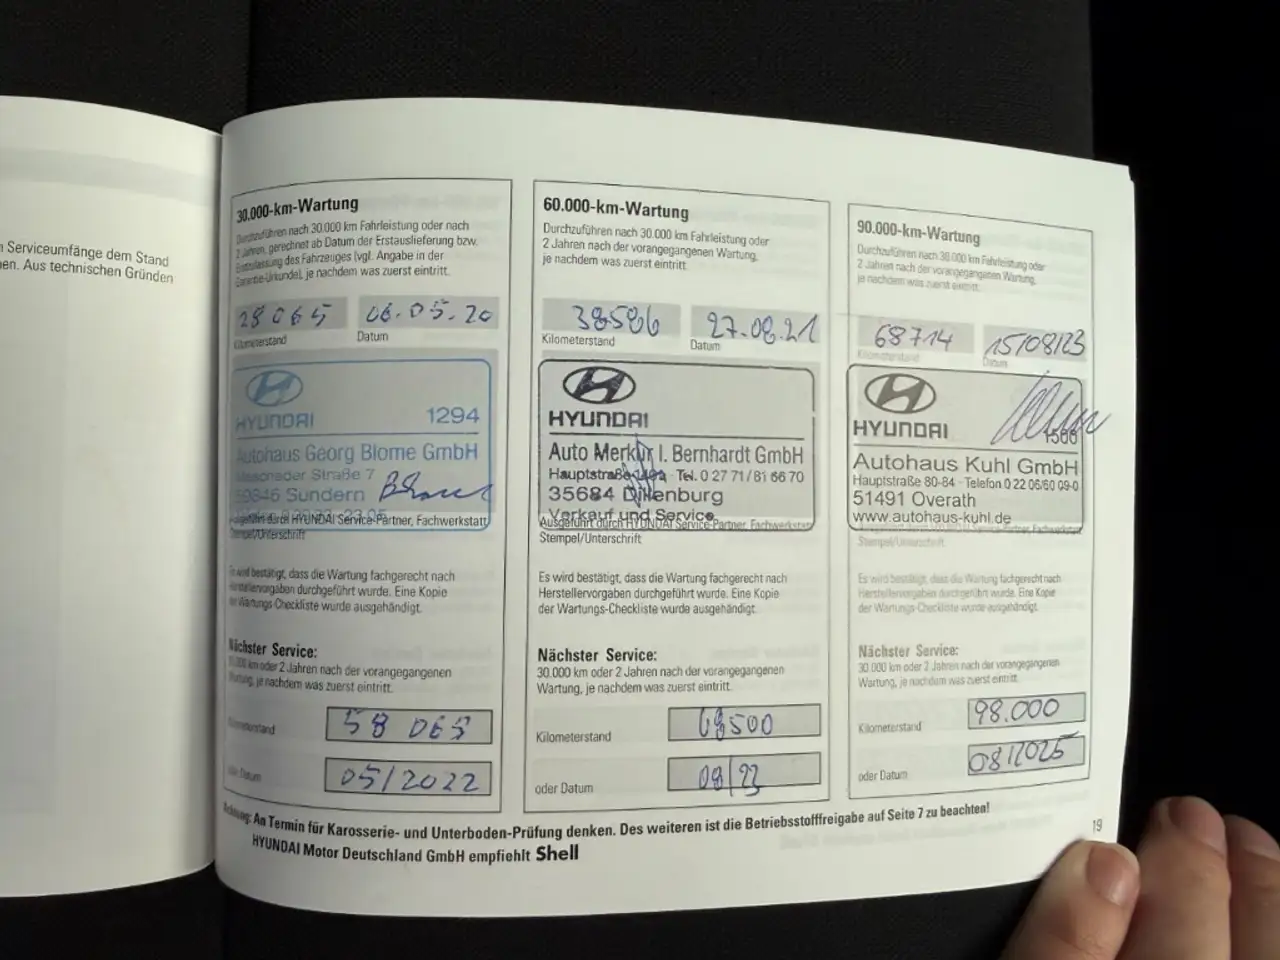 n Serviceumfänge dem Stand
en. Aus technischen Gründen
30.000-km-Wartung
Durchzuführen nach 30.000 km Fahrleistung oder nach
2 Jahren, gerechnet ab Datum der Erstauslieferung bzw.
Erstzulassung des Fahrzeuges (vgl. Angabe in der
Garantie-Urkunde), je nachdem was zuerst eintritt.
28065
06.05.20
Kilometerstand
Datum
HYUNDAI
1294
Autohaus Georg Blome GmbH
Straße 7
59846 Sundern
Ausgeführt durch HYUNDAI Service-Partner, Fachwerkstatt
Stempel/Unterschrift
Es wird bestätigt, dass die Wartung fachgerecht nach
Herstellervorgaben durchgeführt wurde. Eine Kopie
der Wartungs-Checkliste wurde ausgehändigt.
Nächster Service:
30.000 km oder 2 Jahren nach der vorangegangenen
Wartung, je nachdem was zuerst eintritt.
Kilometerstand
58 065
oder Datum
05/2022
60.000-km-Wartung
Durchzuführen nach 30.000 km Fahrleistung oder
2 Jahren nach der vorangegangenen Wartung,
je nachdem was zuerst eintritt.
38586
27.08.21
Kilometerstand
Datum
HYUNDAI
Auto Merkur I. Bernhardt GmbH
Hauptstraße Tel. 0 27 71/81 66 70
35684 Dillenburg
Verkauf und Service
Ausgeführt durch HYUNDAI Service-Partner, Fachwerkstatt
Stempel/Unterschrift
Es wird bestätigt, dass die Wartung fachgerecht nach
Herstellervorgaben durchgeführt wurde. Eine Kopie
der Wartungs-Checkliste wurde ausgehändigt.
Nächster Service:
30.000 km oder 2 Jahren nach der vorangegangenen
Wartung, je nachdem was zuerst eintritt.
Kilometerstand
68500
oder Datum
08/23
90.000-km-Wartung
Durchzuführen nach 30.000 km Fahrleistung oder
2 Jahren nach der vorangegangenen Wartung,
je nachdem was zuerst eintritt.
68714
15/08/23
Kilometerstand
Datum
HYUNDAI
Autohaus Kuhl GmbH
Hauptstraße 80-84 · Telefon 0 22 06/60 09-0
51491 Overath
www.autohaus-kuhl.de
Stempel/Unterschrift
Es wird bestätigt, dass die Wartung fachgerecht nach
Herstellervorgaben durchgeführt wurde. Eine Kopie
der Wartungs-Checkliste wurde ausgehändigt.
Nächster Service:
30.000 km oder 2 Jahren nach der vorangegangenen
Wartung, je nachdem was zuerst eintritt.
Kilometerstand
98.000
oder Datum
08/2025
Achtung: An Termin für Karosserie- und Unterboden-Prüfung denken. Des weiteren ist die Betriebsstofffreigabe auf Seite 7 zu beachten!
HYUNDAI Motor Deutschland GmbH empfiehlt Shell
19